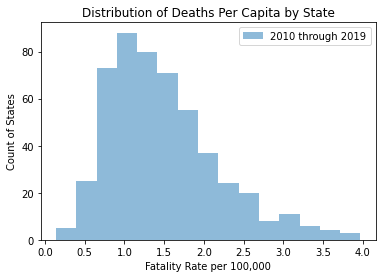 Distribution of Deaths Per Capita by State
2010 through 2019
Count of States
80
60
40
20
0
0.0 0.5 1.0 1.5 2.0 2.5 3.0 3.5 4.0
Fatality Rate per 100,000